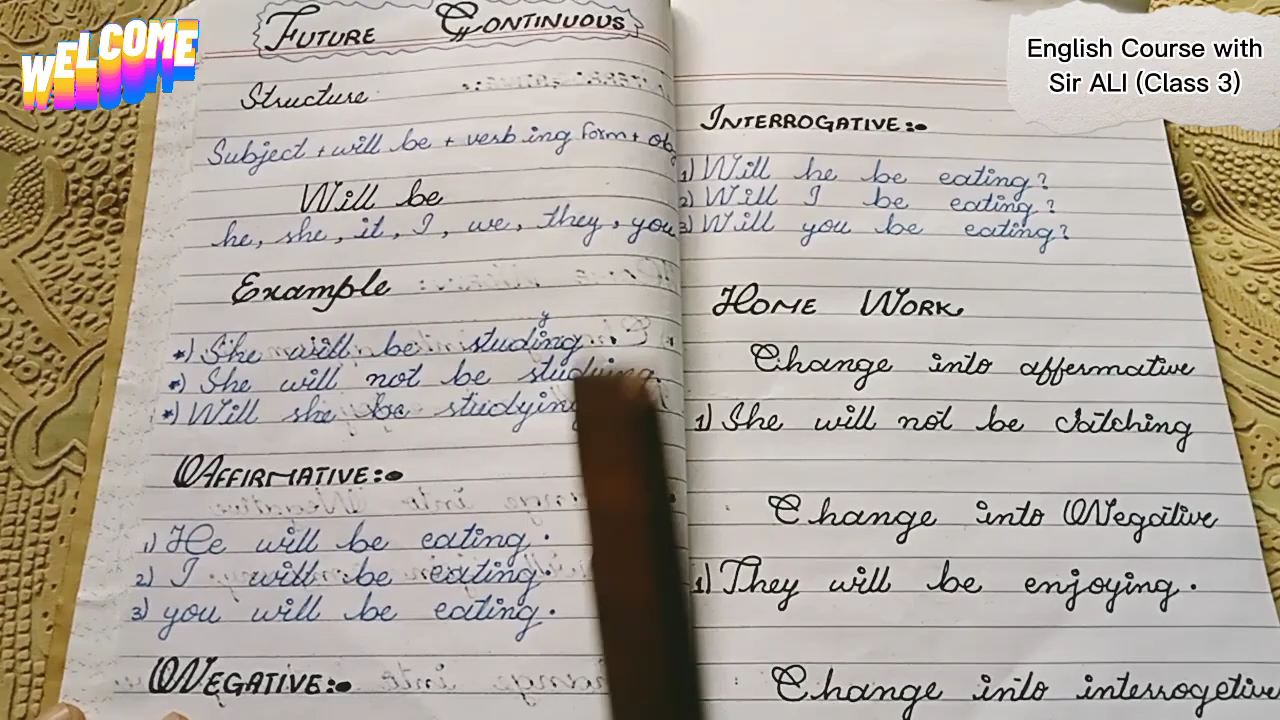 WELCOME
English Course with
Sir ALI (Class 3)
FUTURE CONTINUOUS
Structure
Subject + will be + verb ing form + obj
Will be
he, she, it, I, we, they, you
Example
*) She will be studing
y
*) She will not be studying
*) Will she be studying
AFFIRMATIVE:
1) He will be eating.
2) I will be eating.
3) you will be eating.
NEGATIVE:
INTERROGATIVE:
1) Will he be eating?
2) Will I be eating?
3) Will you be eating?
HOME WORK
Change into affermative
1) She will not be
Change into Negative
1) They will be enjoying.
Change into interrogetive